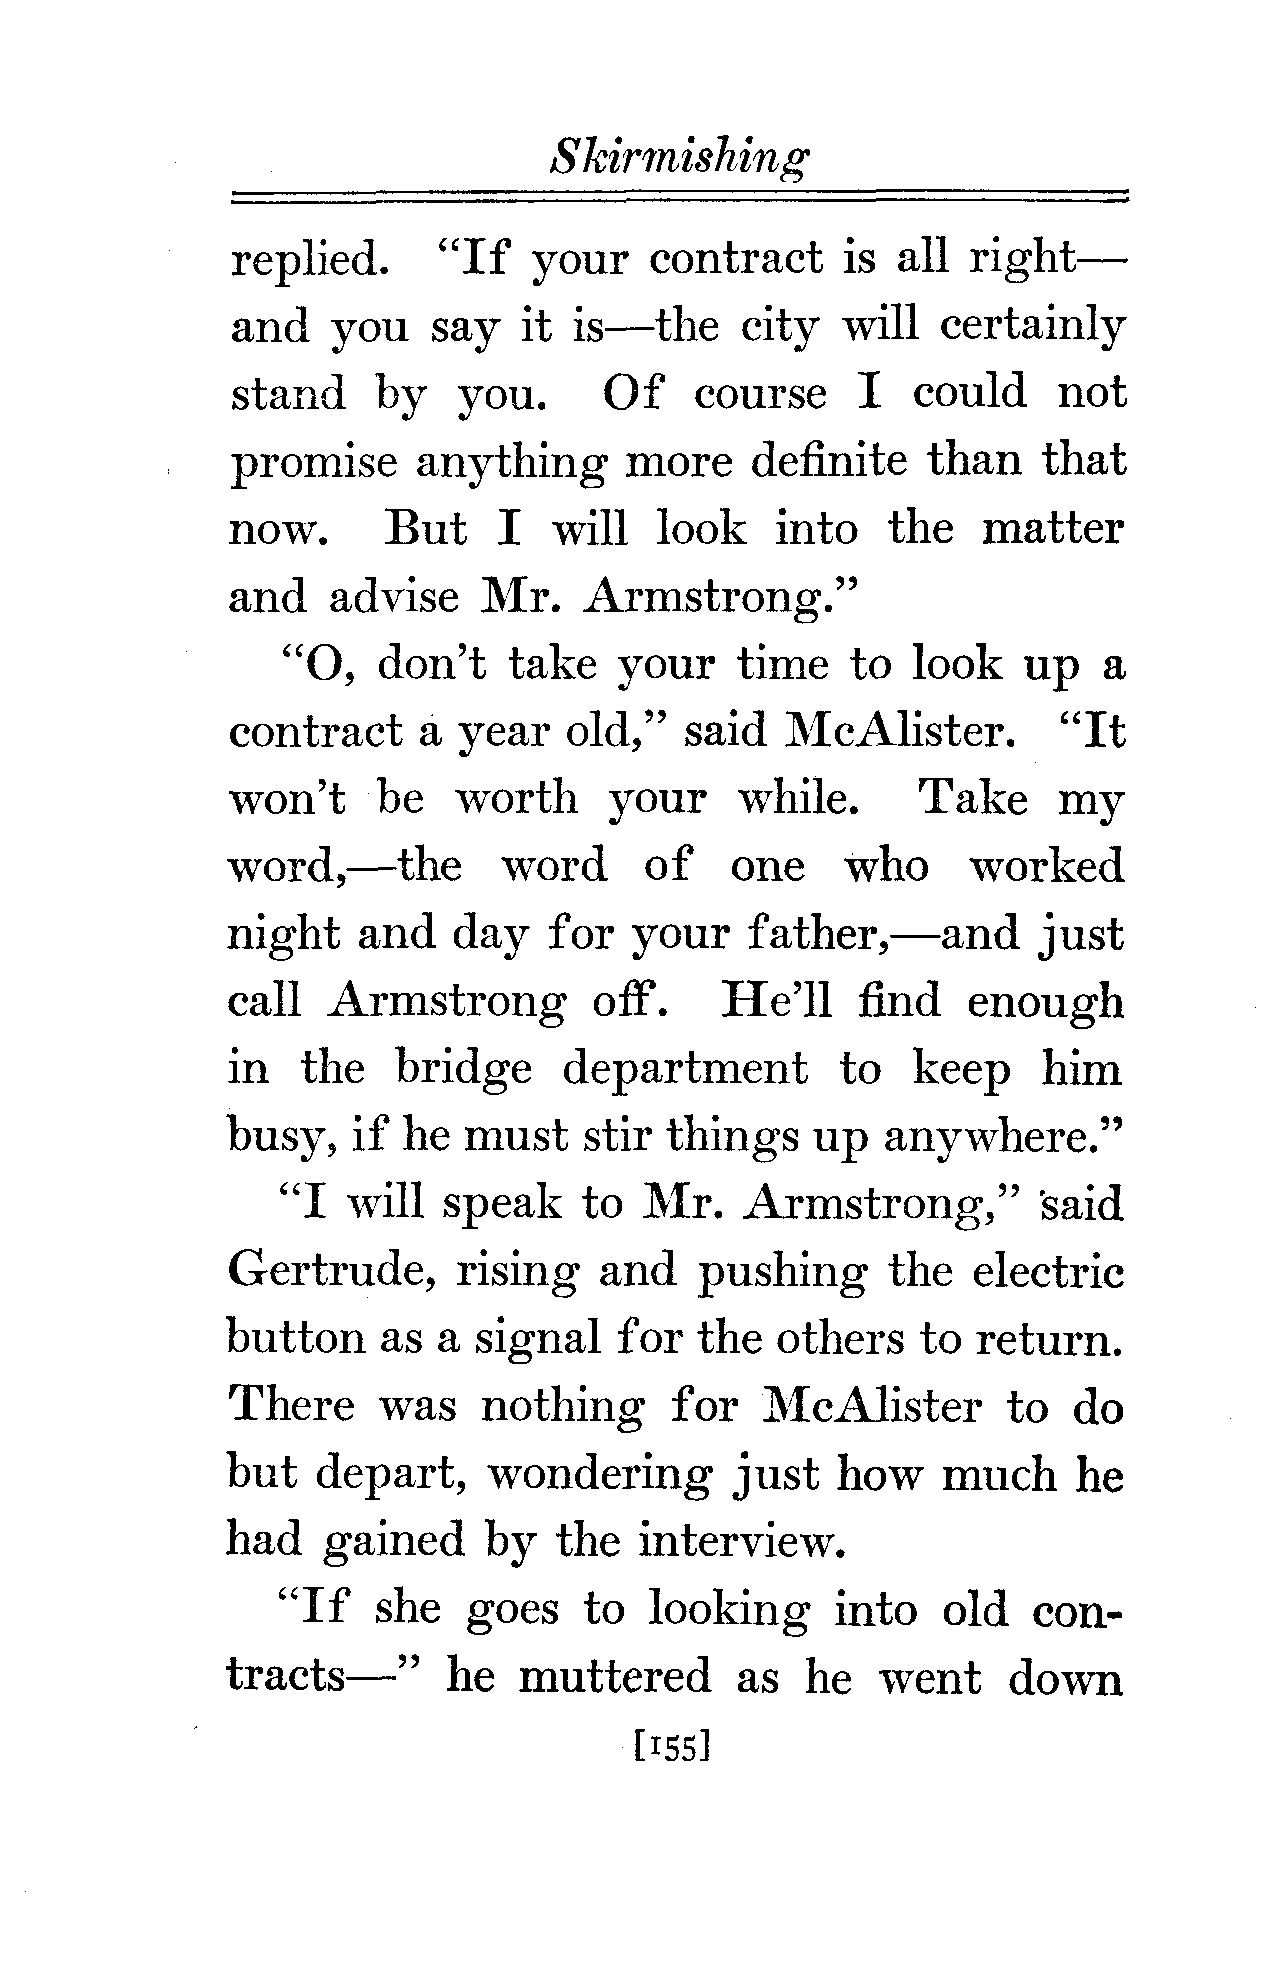 Skirmishing
replied. “If your contract is all right—
and you say it is—the city will certainly
stand by you. Of course I could not
promise anything more definite than that
now. But I will look into the matter
and advise Mr. Armstrong.”
“O, don’t take your time to look up a
contract a year old,” said McAlister. “It
won’t be worth your while. Take my
word,—the word of one who worked
night and day for your father,—and just
call Armstrong off. He’ll find enough
in the bridge department to keep him
busy, if he must stir things up anywhere.”
“I will speak to Mr. Armstrong,” said
Gertrude, rising and pushing the electric
button as a signal for the others to return.
There was nothing for McAlister to do
but depart, wondering just how much he
had gained by the interview.
“If she goes to looking into old con-
tracts—” he muttered as he went down
[155]